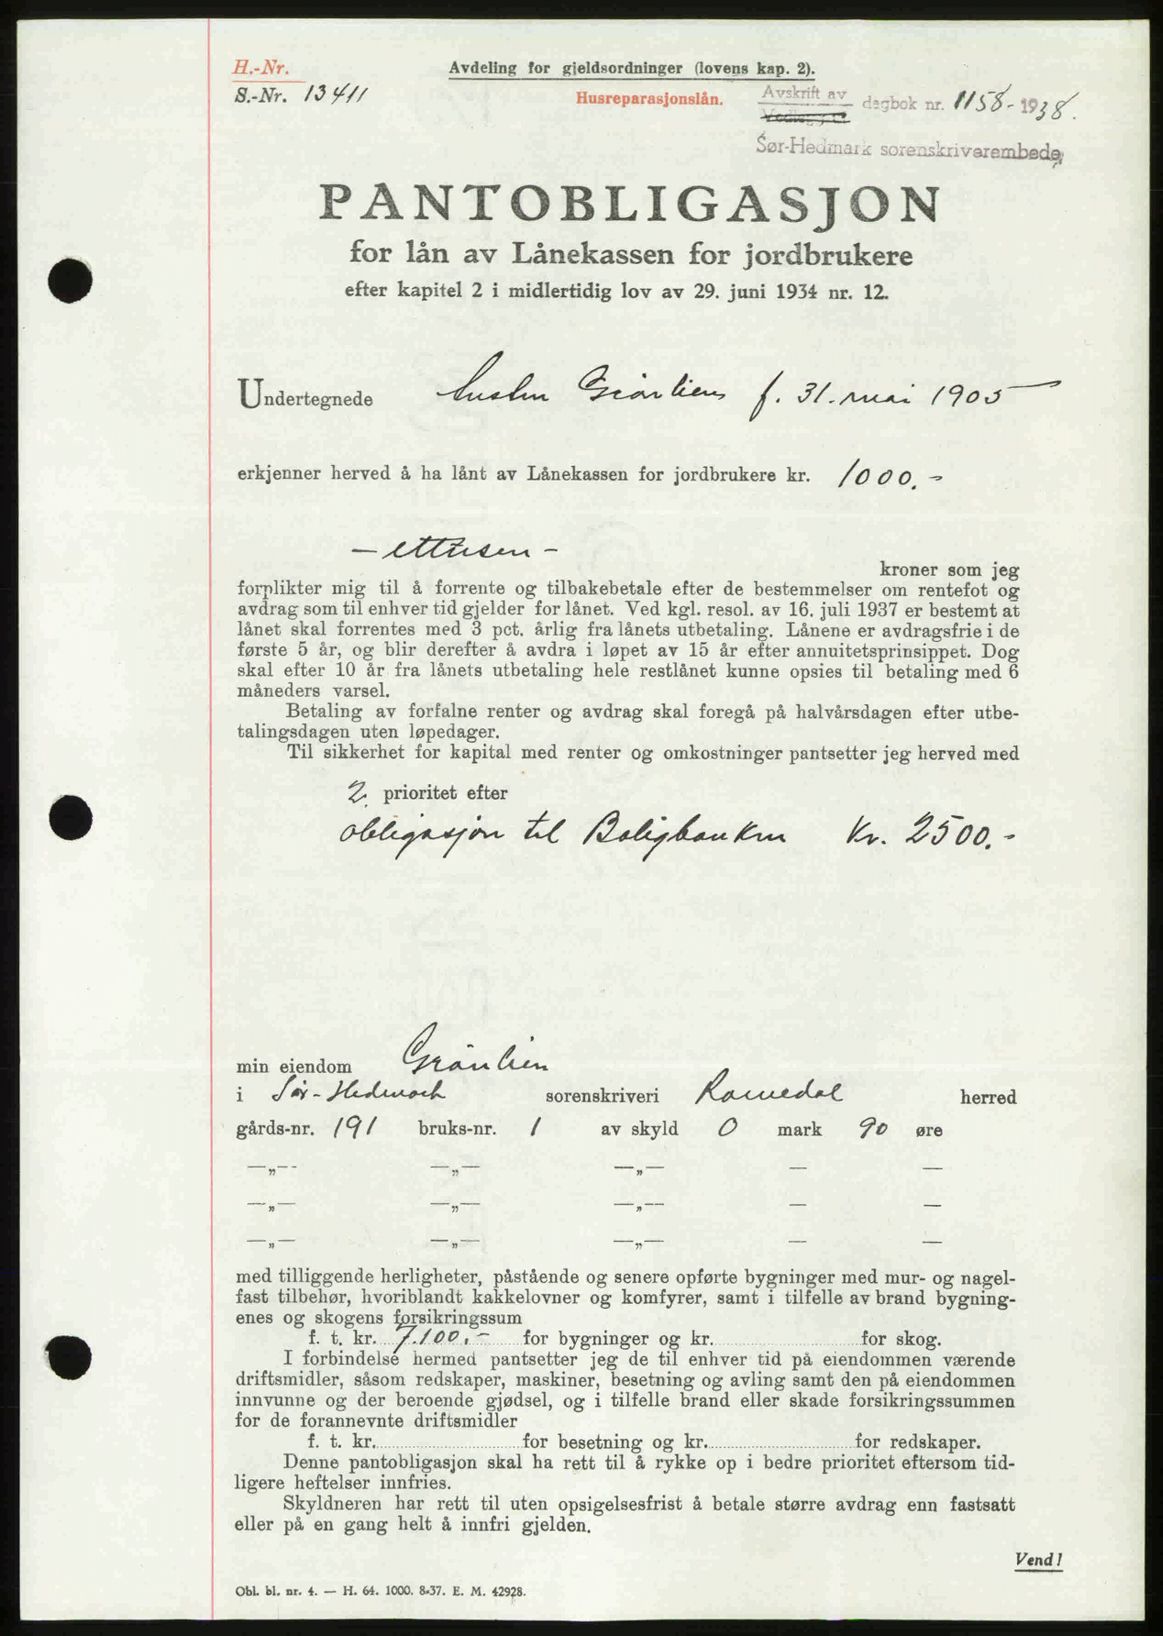 H.-Nr.
S.-Nr. 13411
Avdeling for gjeldsordninger (lovens kap. 2).
Husreparasjonslån.
Avskrift av dagbok nr. 1158-1938.
Sør-Hedmark sorenskriverembede,
PANTOBLIGASJON
for lån av Lånekassen for jordbrukere
efter kapitel 2 i midlertidig lov av 29. juni 1934 nr. 12.
Undertegnede f. 31. mai 1905
erkjenner herved å ha lånt av Lånekassen for jordbrukere kr. 1000.-
- ettusen -
kroner som jeg
forplikter mig til å forrente og tilbakebetale efter de bestemmelser om rentefot og
avdrag som til enhver tid gjelder for lånet. Ved kgl. resol. av 16. juli 1937 er bestemt at
lånet skal forrentes med 3 pct. årlig fra lånets utbetaling. Lånene er avdragsfrie i de
første 5 år, og blir derefter å avdra i løpet av 15 år efter annuitetsprinsippet. Dog
skal efter 10 år fra lånets utbetaling hele restlånet kunne opsies til betaling med 6
måneders varsel.
Betaling av forfalne renter og avdrag skal foregå på halvårsdagen efter utbe-
talingsdagen uten løpedager.
Til sikkerhet for kapital med renter og omkostninger pantsetter jeg herved med
2. prioritet efter
obligasjon til Boligbanken Kr. 2500.-
min eiendom Grönlien
i Sør-Hedmark sorenskriveri Romedal herred
gårds-nr. 191 bruks-nr. 1 av skyld 0 mark 90 øre
—„— —„— —„— — —
—„— —„— —„— — —
—„— —„— —„— — —
med tilliggende herligheter, påstående og senere opførte bygninger med mur- og nagel-
fast tilbehør, hvoriblandt kakkelovner og komfyrer, samt i tilfelle av brand bygning-
enes og skogens forsikringssum
f. t. kr. 7.100.- for bygninger og kr. for skog.
I forbindelse hermed pantsetter jeg de til enhver tid på eiendommen værende
driftsmidler, såsom redskaper, maskiner, besetning og avling samt den på eiendommen
innvunne og der beroende gjødsel, og i tilfelle brand eller skade forsikringssummen
for de forannevnte driftsmidler
f. t. kr. for besetning og kr. for redskaper.
Denne pantobligasjon skal ha rett til å rykke op i bedre prioritet eftersom tid-
ligere heftelser innfries.
Skyldneren har rett til uten opsigelsesfrist å betale større avdrag enn fastsatt
eller på en gang helt å innfri gjelden.
Vend!
Obl. bl. nr. 4. — H. 64. 1000. 8-37. E. M. 42928.